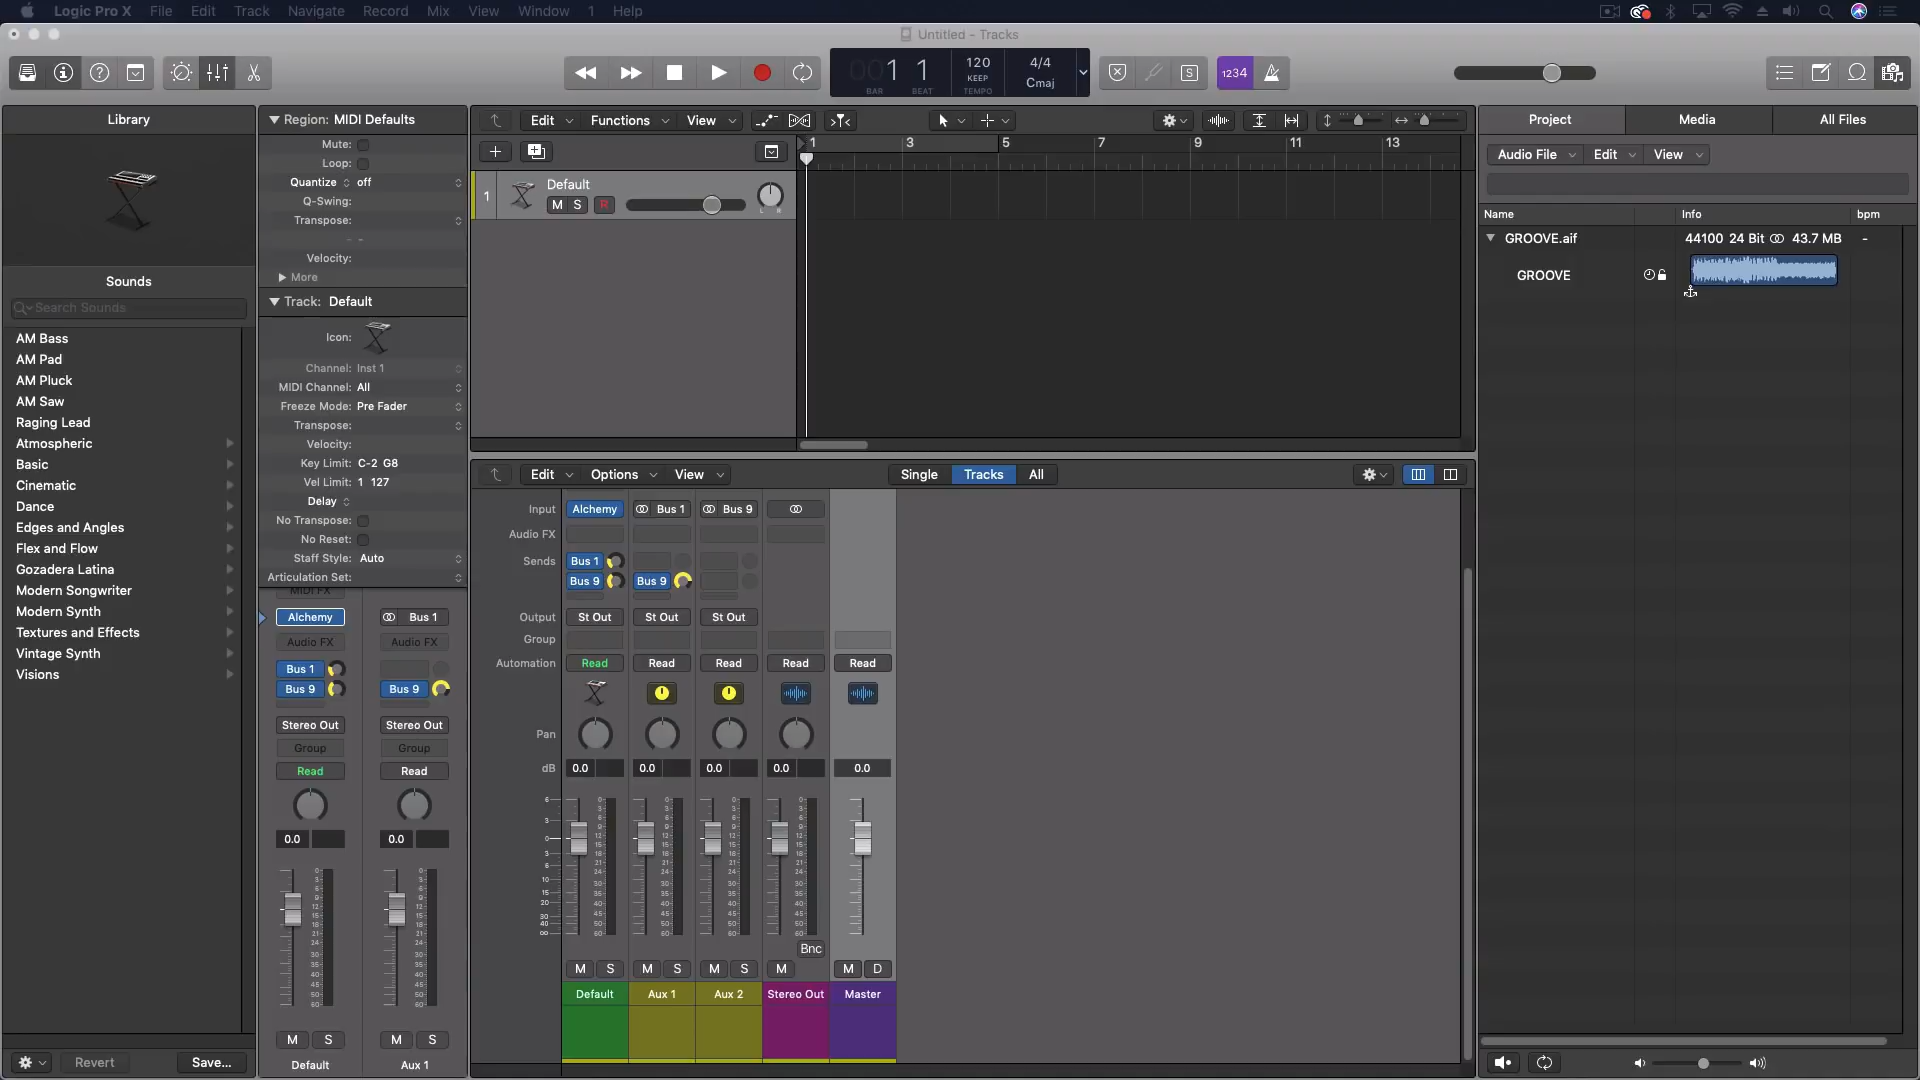 Logic Pro X File Edit Track Navigate Record Mix View Window 1 Help
Untitled - Tracks
001 1
BAR BEAT
120
KEEP
TEMPO
4/4
Cmaj
S
1234
Library
Sounds
Search Sounds
AM Bass
AM Pad
AM Pluck
AM Saw
Raging Lead
Atmospheric
Basic
Cinematic
Dance
Edges and Angles
Flex and Flow
Gozadera Latina
Modern Songwriter
Modern Synth
Textures and Effects
Vintage Synth
Visions
Revert Save...
Region: MIDI Defaults
Mute:
Loop:
Quantize off
Q-Swing:
Transpose:
- -
Velocity:
More
Track: Default
Icon:
Channel: Inst 1
MIDI Channel: All
Freeze Mode: Pre Fader
Transpose:
Velocity:
Key Limit: C-2 G8
Vel Limit: 1 127
Delay
No Transpose:
No Reset:
Staff Style: Auto
Articulation Set:
MIDI FX
Alchemy Bus 1
Audio FX Audio FX
Bus 1
Bus 9 Bus 9
Stereo Out Stereo Out
Group Group
Read Read
0.0 0.0
M S M S
Default Aux 1
Edit Functions View
1 3 5 7 9 11 13
1 Default
M S R
L R
Edit Options View Single Tracks All
Input Alchemy Bus 1 Bus 9
Audio FX
Sends Bus 1
Bus 9 Bus 9
Output St Out St Out St Out
Group
Automation Read Read Read Read Read
Pan
dB 0.0 0.0 0.0 0.0 0.0
Bnc
M S M S M S M M D
Default Aux 1 Aux 2 Stereo Out Master
Project Media All Files
Audio File Edit View
Name Info bpm
GROOVE.aif 44100 24 Bit 43.7 MB -
GROOVE